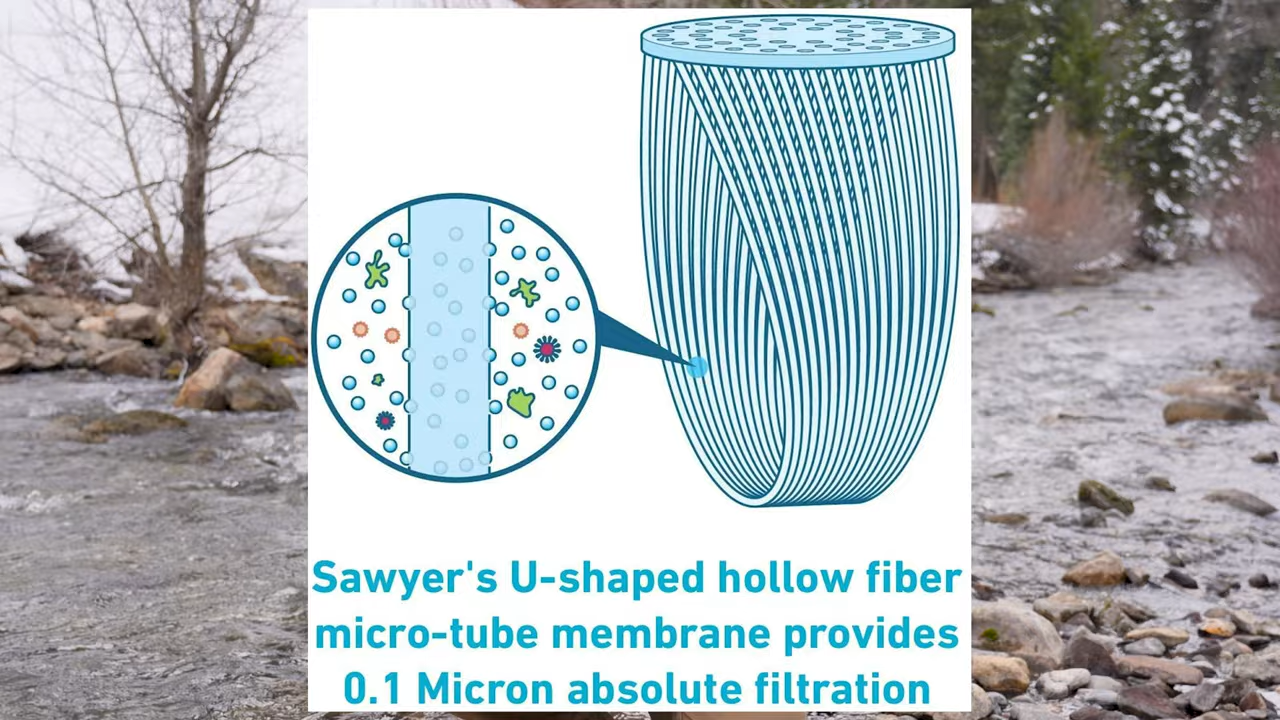 Sawyer's U-shaped hollow fiber
micro-tube membrane provides
0.1 Micron absolute filtration